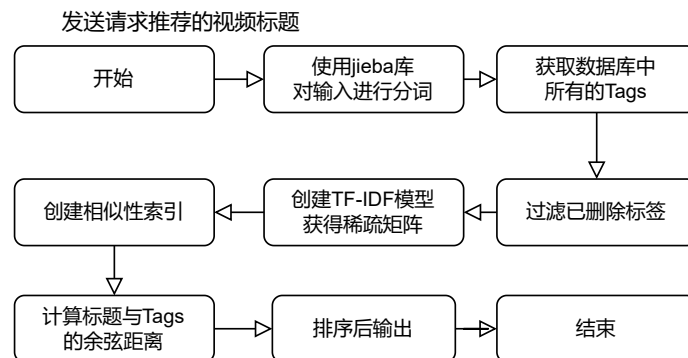 发送请求推荐的视频标题
开始
使用jieba库
对输入进行分词
获取数据库中
所有的Tags
过滤已删除标签
创建TF-IDF模型
获得稀疏矩阵
创建相似性索引
计算标题与Tags
的余弦距离
排序后输出
结束